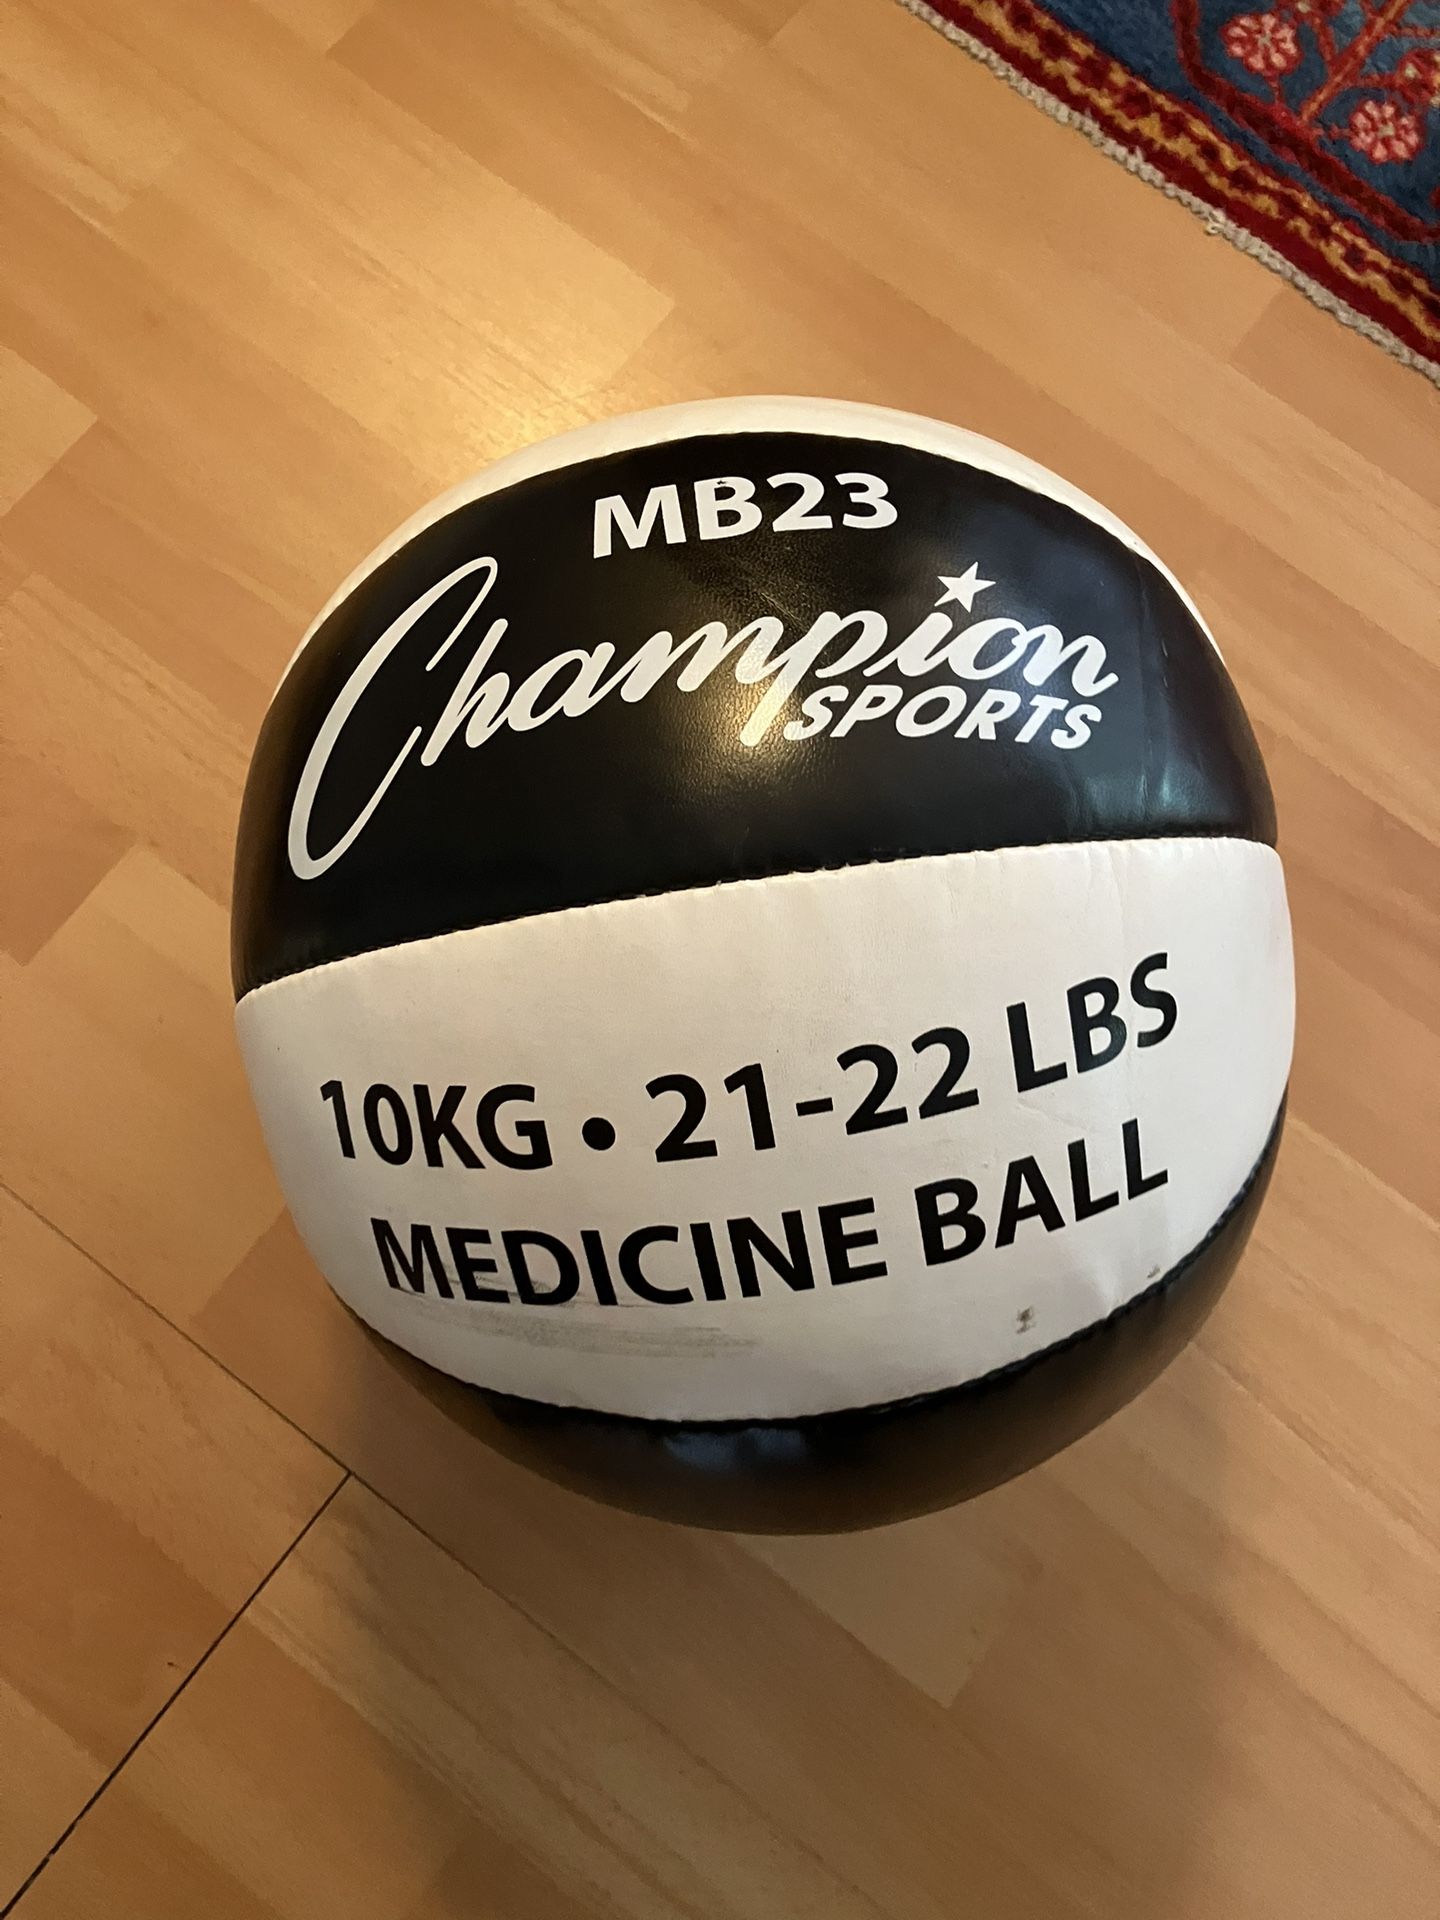 MB23
Champion
SPORTS
10KG • 21-22 LBS
MEDICINE BALL